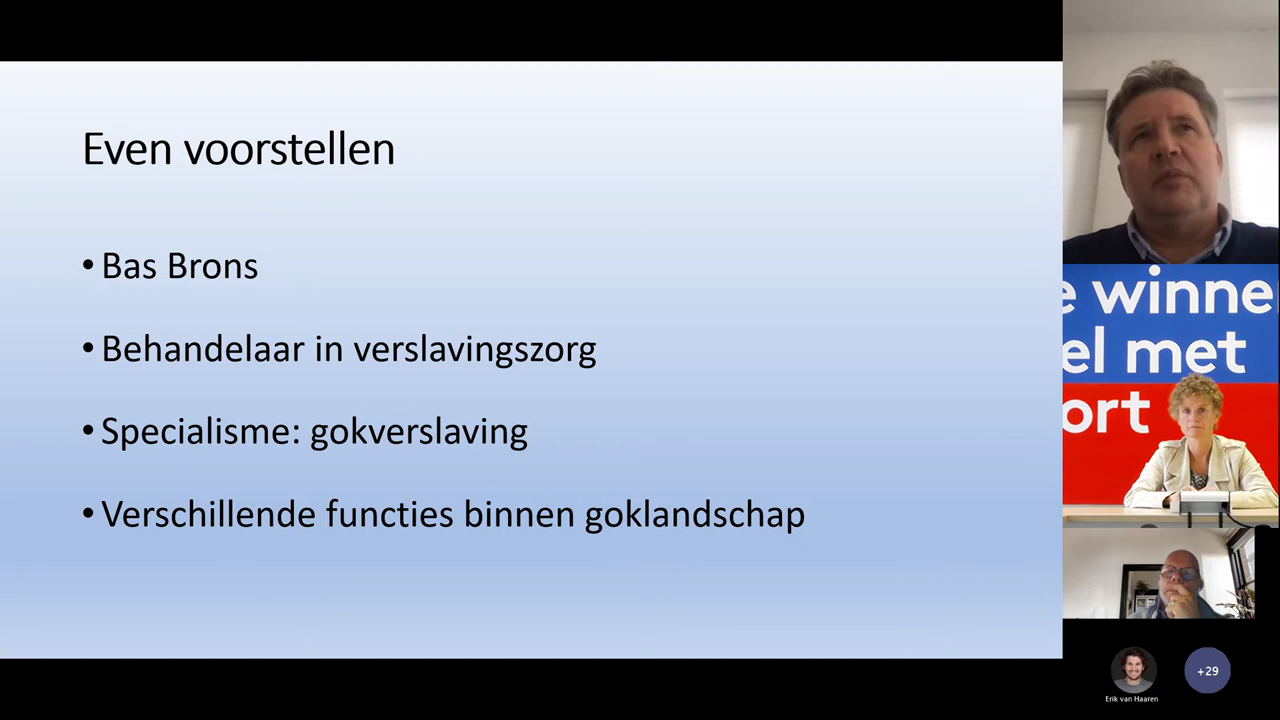 Even voorstellen
• Bas Brons
• Behandelaar in verslavingszorg
• Specialisme: gokverslaving
• Verschillende functies binnen goklandschap
e winne
el met
ort
Erik van Haaren
+29